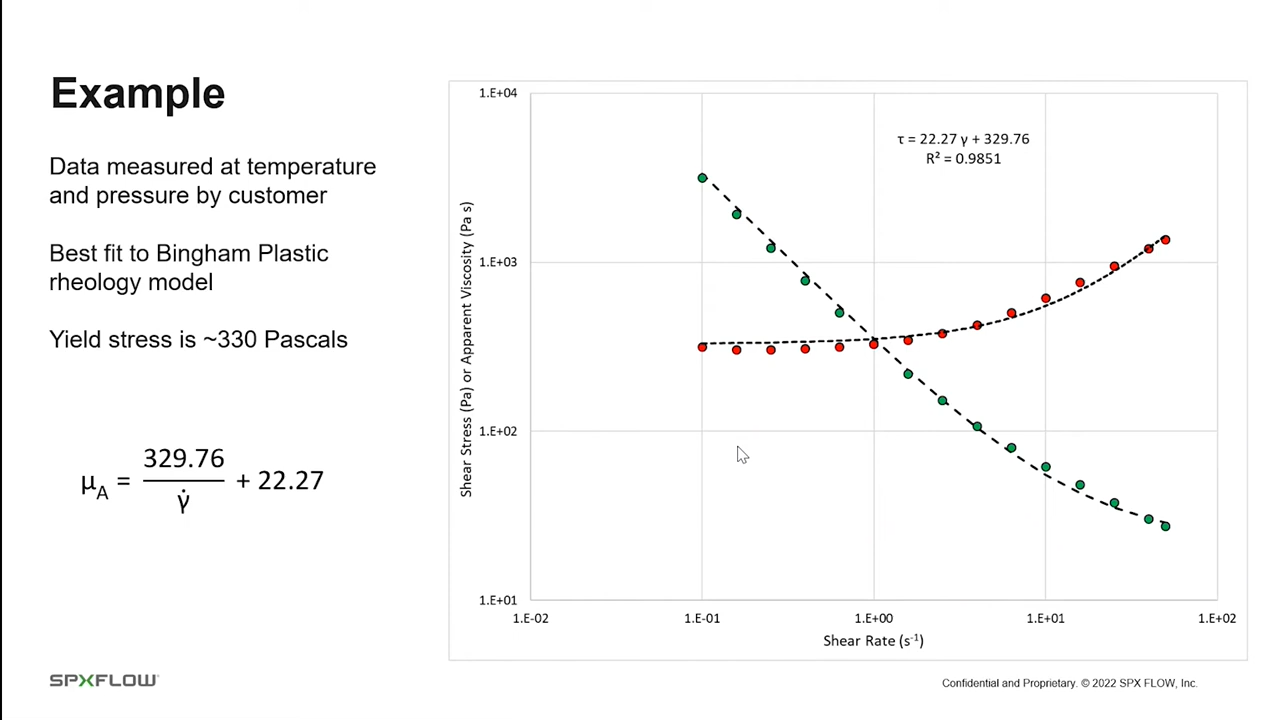 Example
Data measured at temperature
and pressure by customer
Best fit to Bingham Plastic
rheology model
Yield stress is ~330 Pascals
μA = 329.76 / γ̇ + 22.27
Shear Stress (Pa) or Apparent Viscosity (Pa s)
1.E+04
1.E+03
1.E+02
1.E+01
τ = 22.27 γ + 329.76
R² = 0.9851
1.E-02 1.E-01 1.E+00 1.E+01 1.E+02
Shear Rate (s⁻¹)
SPXFLOW
Confidential and Proprietary. © 2022 SPX FLOW, Inc.